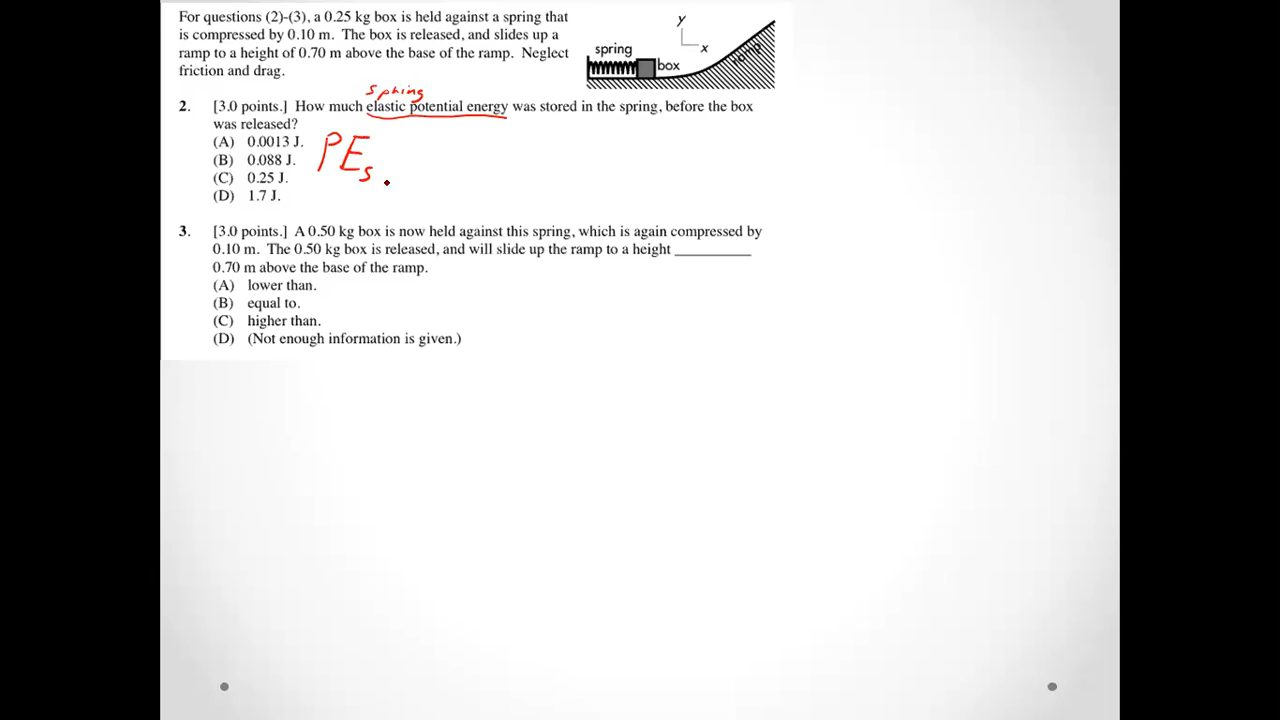 For questions (2)-(3), a 0.25 kg box is held against a spring that
is compressed by 0.10 m. The box is released, and slides up a
ramp to a height of 0.70 m above the base of the ramp. Neglect
friction and drag.
y
x
spring
box
spring
2. [3.0 points.] How much elastic potential energy was stored in the spring, before the box
was released?
(A) 0.0013 J.
(B) 0.088 J.
(C) 0.25 J.
(D) 1.7 J.
PEs
3. [3.0 points.] A 0.50 kg box is now held against this spring, which is again compressed by
0.10 m. The 0.50 kg box is released, and will slide up the ramp to a height __________
0.70 m above the base of the ramp.
(A) lower than.
(B) equal to.
(C) higher than.
(D) (Not enough information is given.)